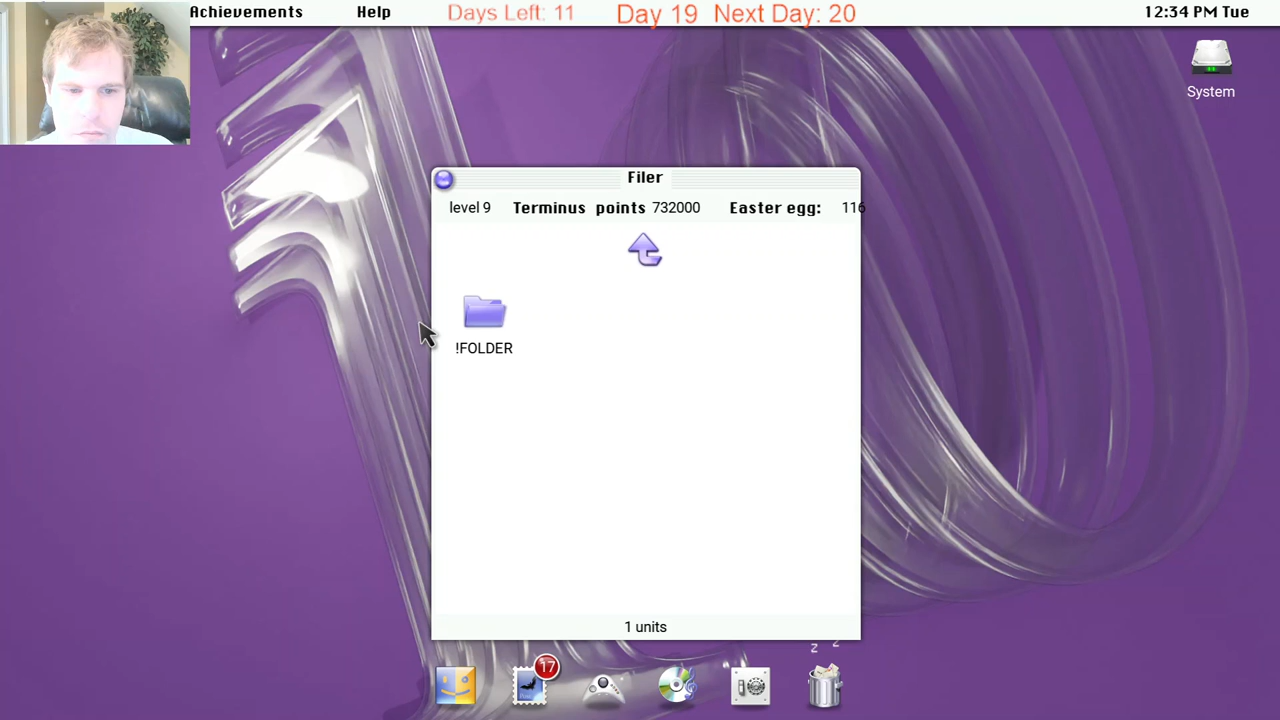 Achievements Help Days Left: 11 Day 19 Next Day: 20 12:34 PM Tue
System
Filer
level 9 Terminus points 732000 Easter egg: 116
!FOLDER
1 units
z z
17